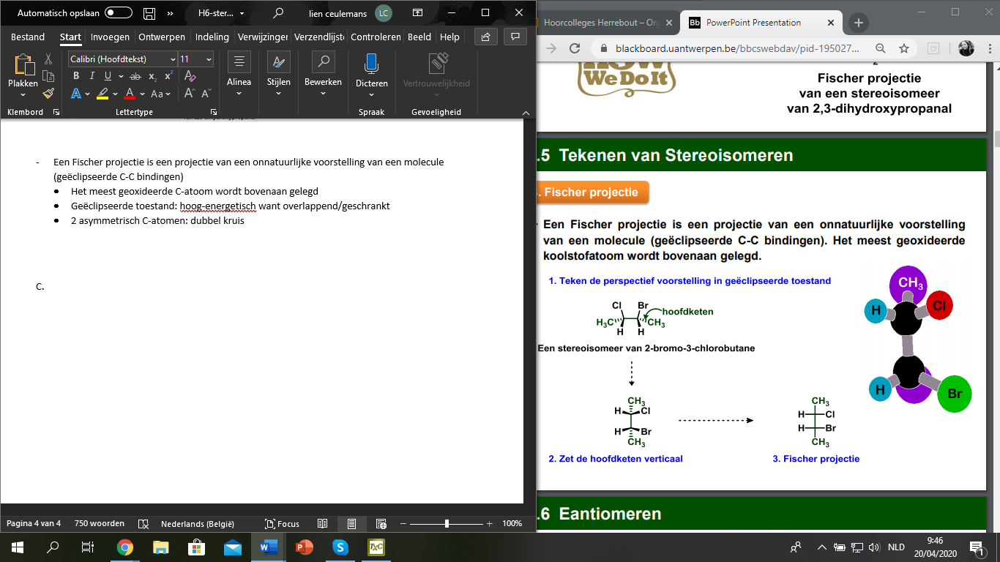 Automatisch opslaan
H6-ster...
lien ceulemans
LC
Bestand
Start
Invoegen
Ontwerpen
Indeling
Verwijzingen
Verzendlijsten
Controleren
Beeld
Help
Plakken
Calibri (Hoofdtekst)
11
B I U ab x₂ x²
A Aa A A
Alinea
Stijlen
Bewerken
Dicteren
Vertrouwelijkheid
Klembord
Lettertype
Spraak
Gevoeligheid
- Een Fischer projectie is een projectie van een onnatuurlijke voorstelling van een molecule
(geëclipseerde C-C bindingen)
• Het meest geoxideerde C-atoom wordt bovenaan gelegd
• Geëclipseerde toestand: hoog-energetisch want overlappend/geschrankt
• 2 asymmetrisch C-atomen: dubbel kruis
C.
Pagina 4 van 4
750 woorden
Nederlands (België)
Focus
100%
Hoorcolleges Herrebout – Org
Bb PowerPoint Presentation
blackboard.uantwerpen.be/bbcswebdav/pid-195027...
We Do It
2
Fischer projectie
van een stereoisomeer
van 2,3-dihydroxypropanal
.5 Tekenen van Stereoisomeren
. Fischer projectie
Een Fischer projectie is een projectie van een onnatuurlijke voorstelling
van een molecule (geëclipseerde C-C bindingen). Het meest geoxideerde
koolstofatoom wordt bovenaan gelegd.
1. Teken de perspectief voorstelling in geëclipseerde toestand
Cl Br
hoofdketen
H₃C CH₃
H H
Een stereoisomeer van 2-bromo-3-chlorobutane
CH₃
H Cl
H Br
CH₃
2. Zet de hoofdketen verticaal
CH₃
H Cl
H Br
CH₃
3. Fischer projectie
CH₃
H Cl
H Br
.6 Eantiomeren
NLD
9:46
20/04/2020
1